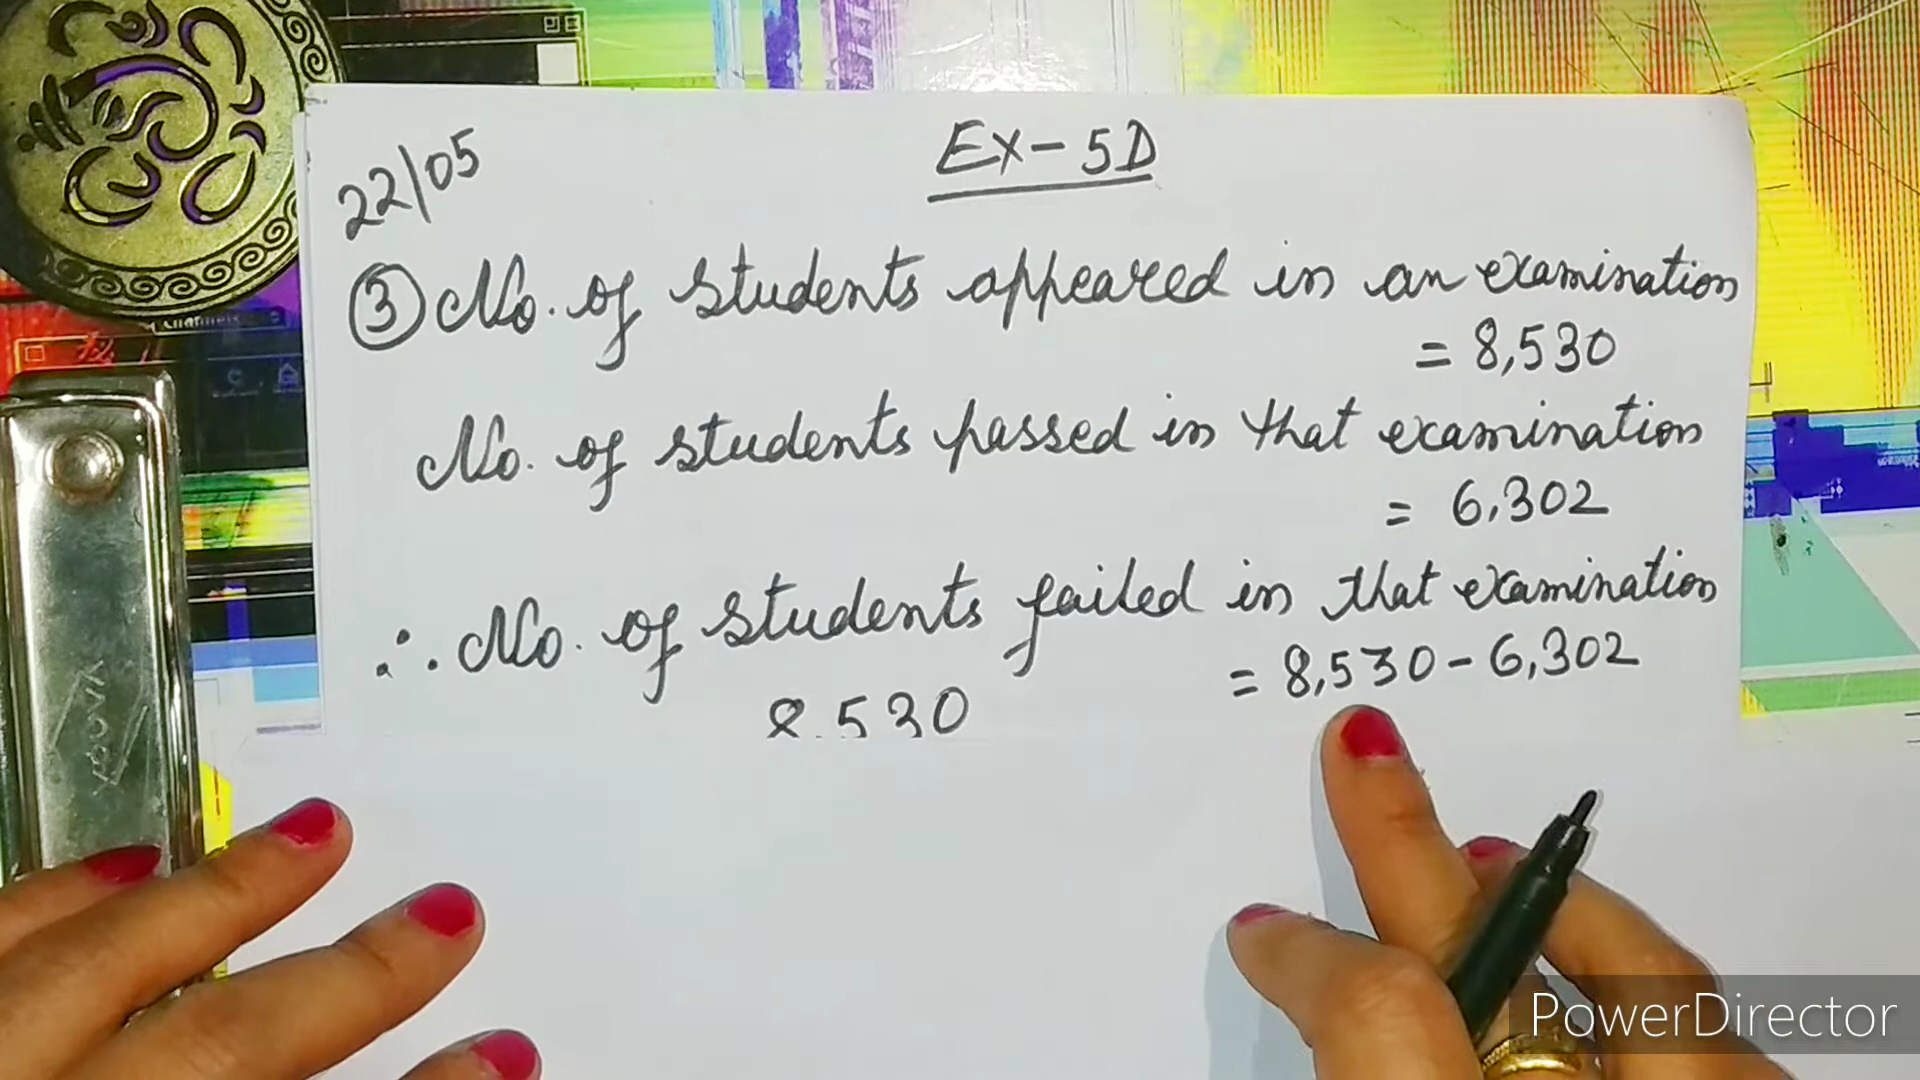 22/05
Ex-5D
③ No. of students appeared in an examination
= 8,530
No. of students passed in that examination
= 6,302
∴ No. of students failed in that examination
= 8,530 - 6,302
8,530
PowerDirector